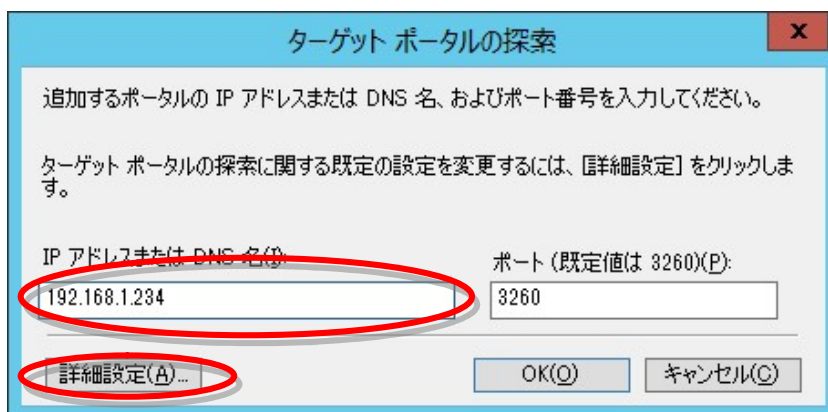 ターゲット ポータルの探索
x
追加するポータルの IP アドレスまたは DNS 名、およびポート番号を入力してください。
ターゲット ポータルの探索に関する既定の設定を変更するには、[詳細設定] をクリックしま
す。
IP アドレスまたは DNS 名(I):
ポート (既定値は 3260)(P):
192.168.1.234
3260
詳細設定(A)...
OK(O)
キャンセル(C)